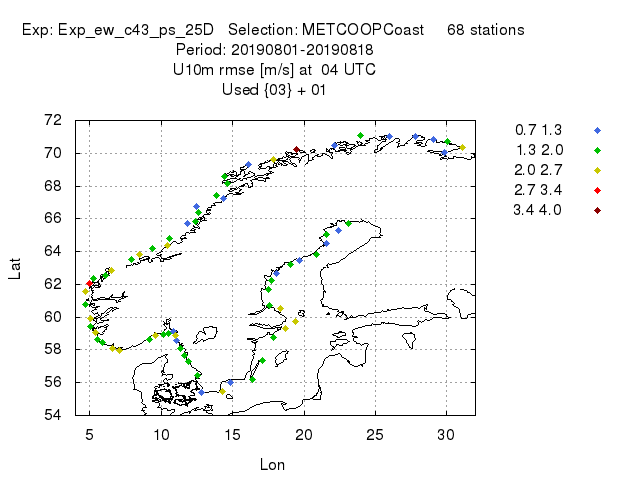 Exp: Exp_ew_c43_ps_25D   Selection: METCOOPCoast     68 stations
Period: 20190801-20190818
U10m rmse [m/s] at  04 UTC
Used {03} + 01
72
70
68
66
64
62
60
58
56
54
Lat
5 10 15 20 25 30
Lon
0.7 1.3
1.3 2.0
2.0 2.7
2.7 3.4
3.4 4.0